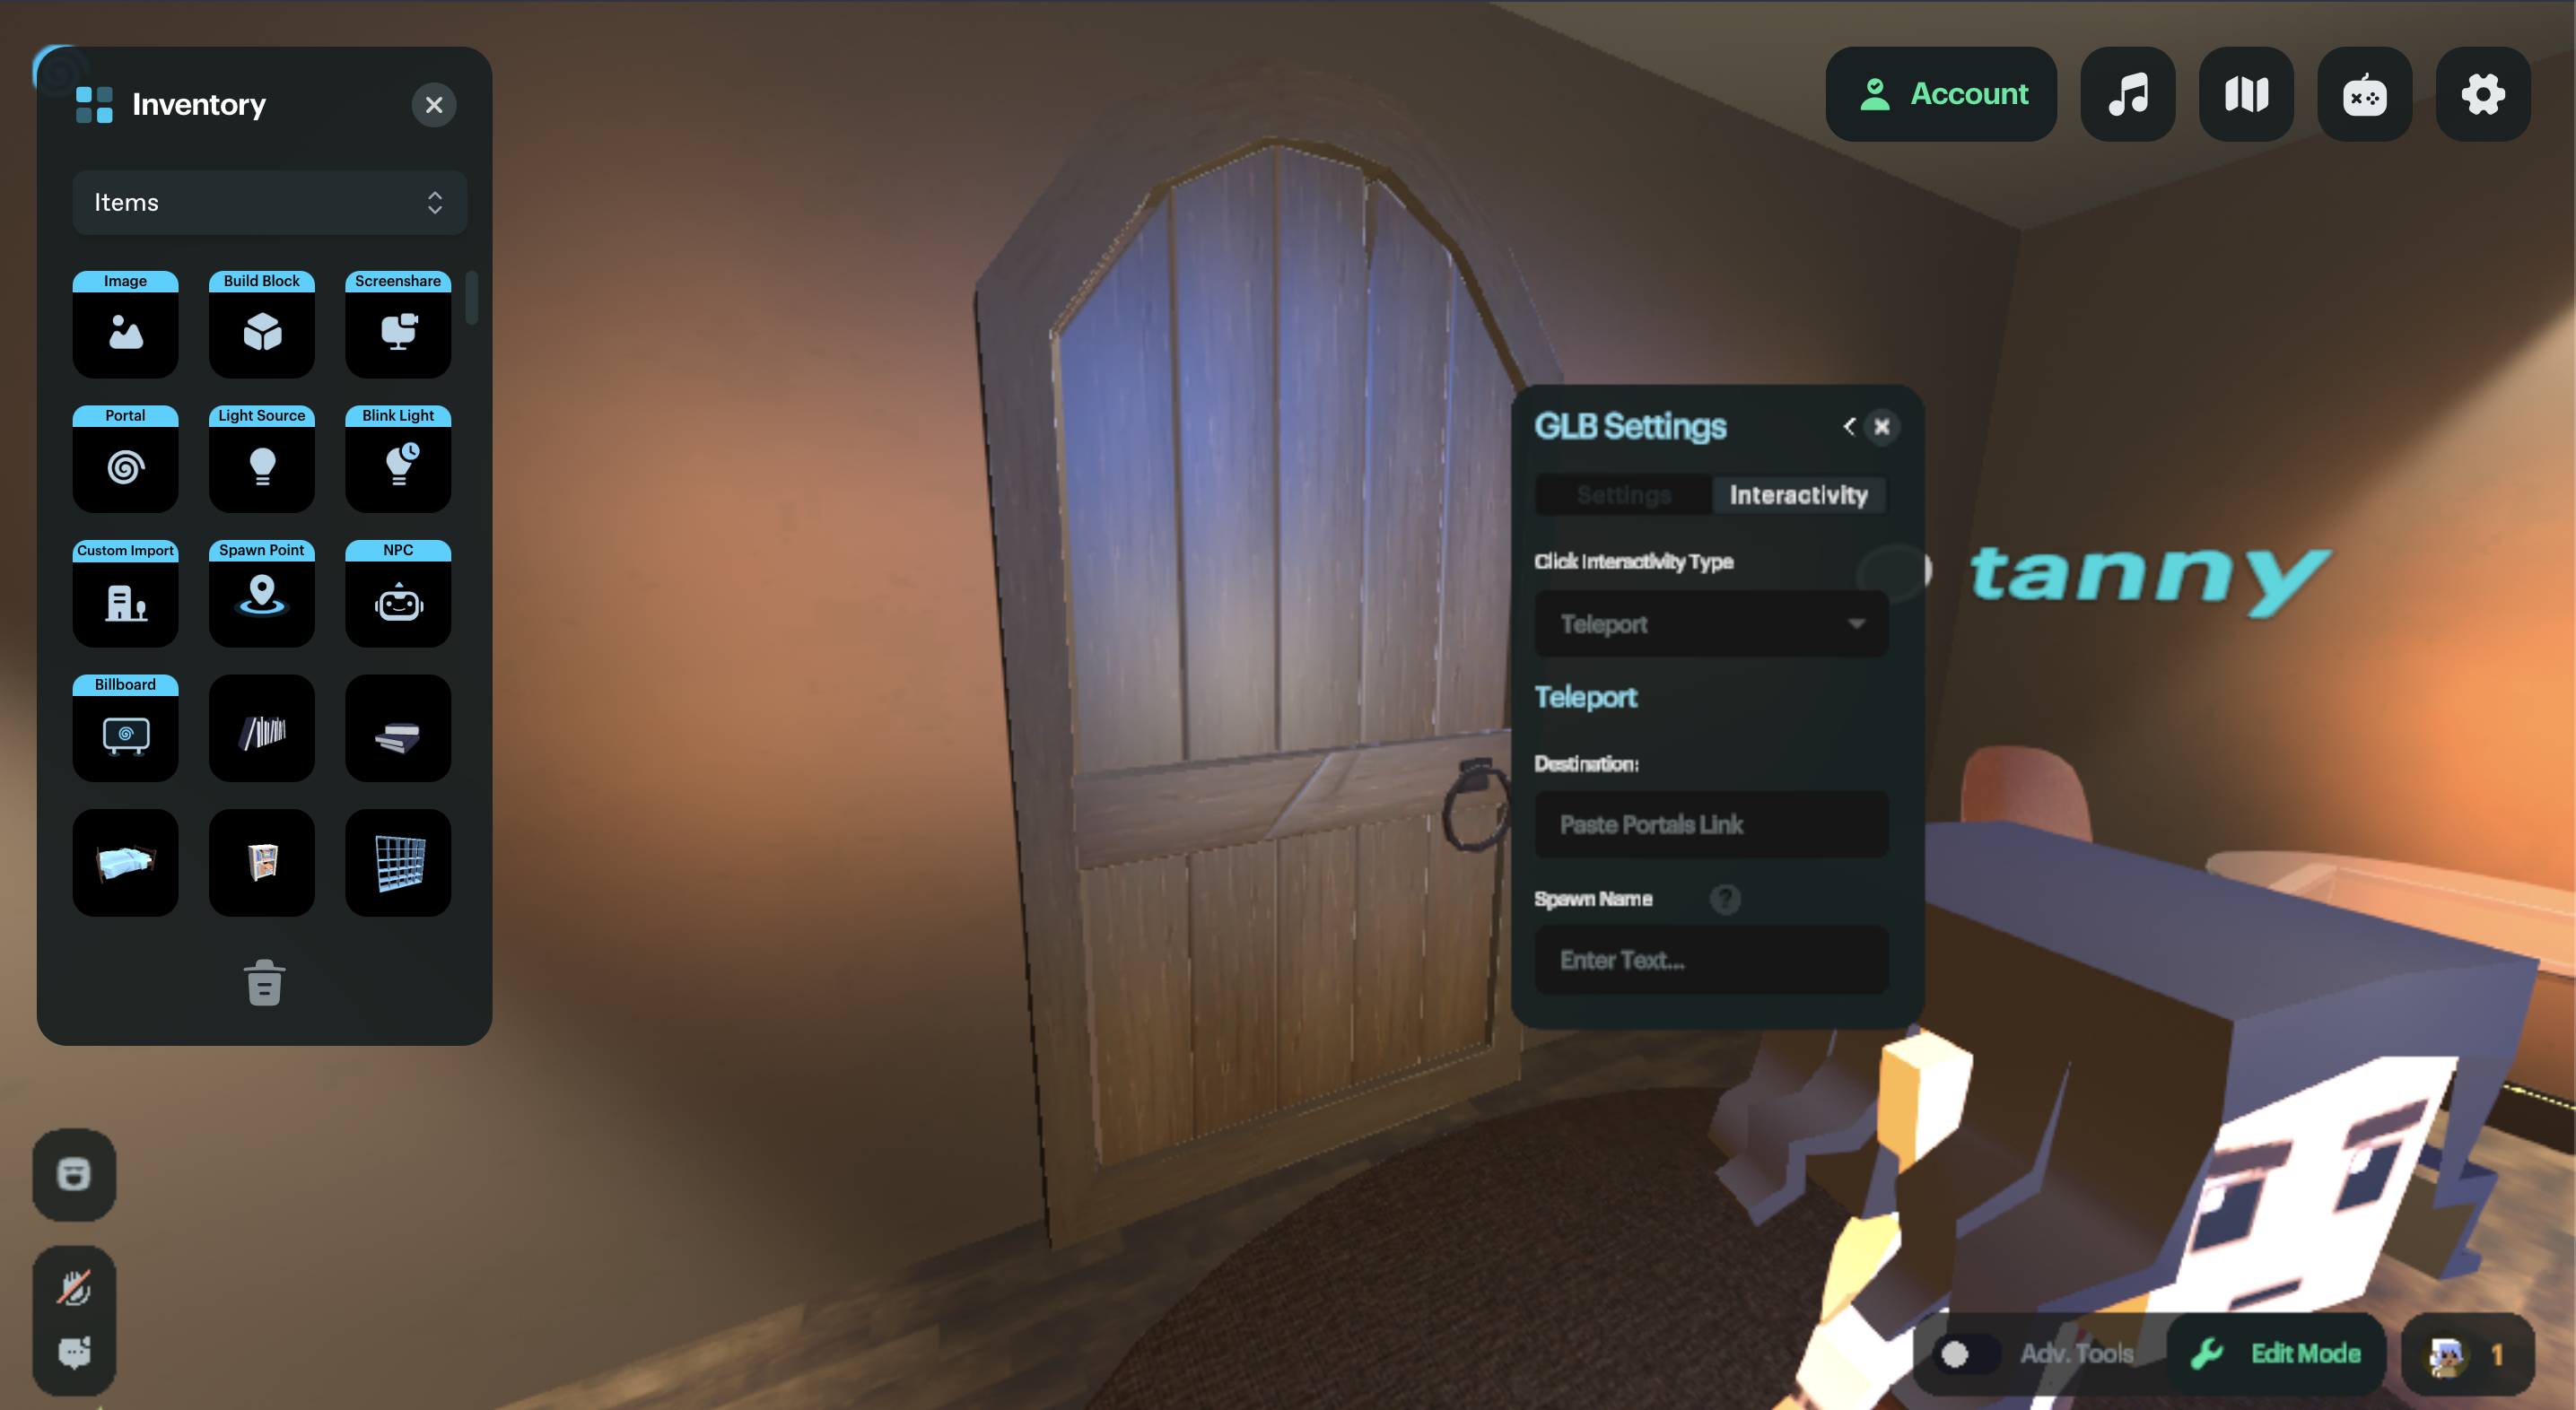 Inventory
Items
Image
Build Block
Screenshare
Portal
Light Source
Blink Light
Custom Import
Spawn Point
NPC
Billboard
Account
GLB Settings
Settings
Interactivity
Click Interactivity Type
Teleport
Teleport
Destination:
Paste Portals Link
Spawn Name
?
Enter Text...
tanny
Adv. Tools
Edit Mode
1